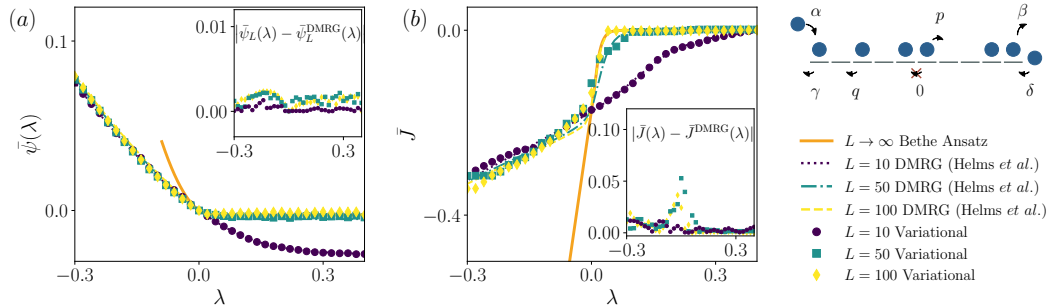 (a)
0.1
0.0
ψ̄(λ)
|ψ̄_L(λ) − ψ̄_L^DMRG(λ)|
0.01
0.00
−0.3 0.3
−0.3 0.0 0.3
λ
(b)
−0.0
−0.4
J̄
|J̄(λ) − J̄^DMRG(λ)|
0.10
0.05
0.00
−0.3 0.3
−0.3 0.0 0.3
λ
α p β
γ q 0 δ
L → ∞ Bethe Ansatz
L = 10 DMRG (Helms et al.)
L = 50 DMRG (Helms et al.)
L = 100 DMRG (Helms et al.)
L = 10 Variational
L = 50 Variational
L = 100 Variational